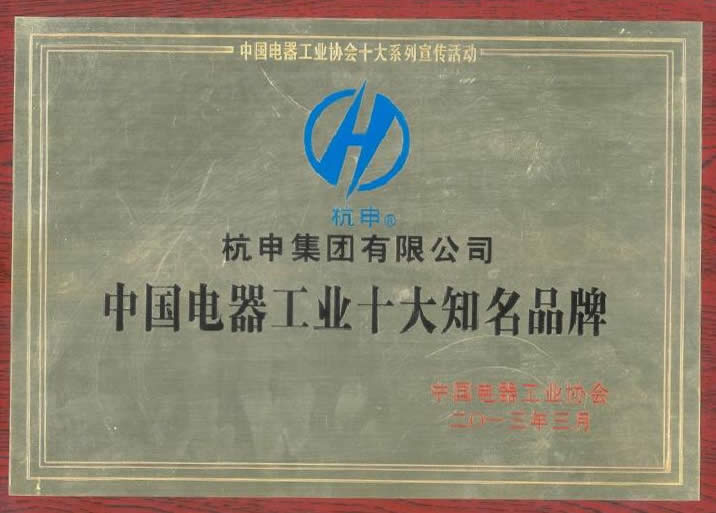 中国电器工业协会十大系列宣传活动
杭申®
杭申集团有限公司
中国电器工业十大知名品牌
中国电器工业协会
二〇一三年三月